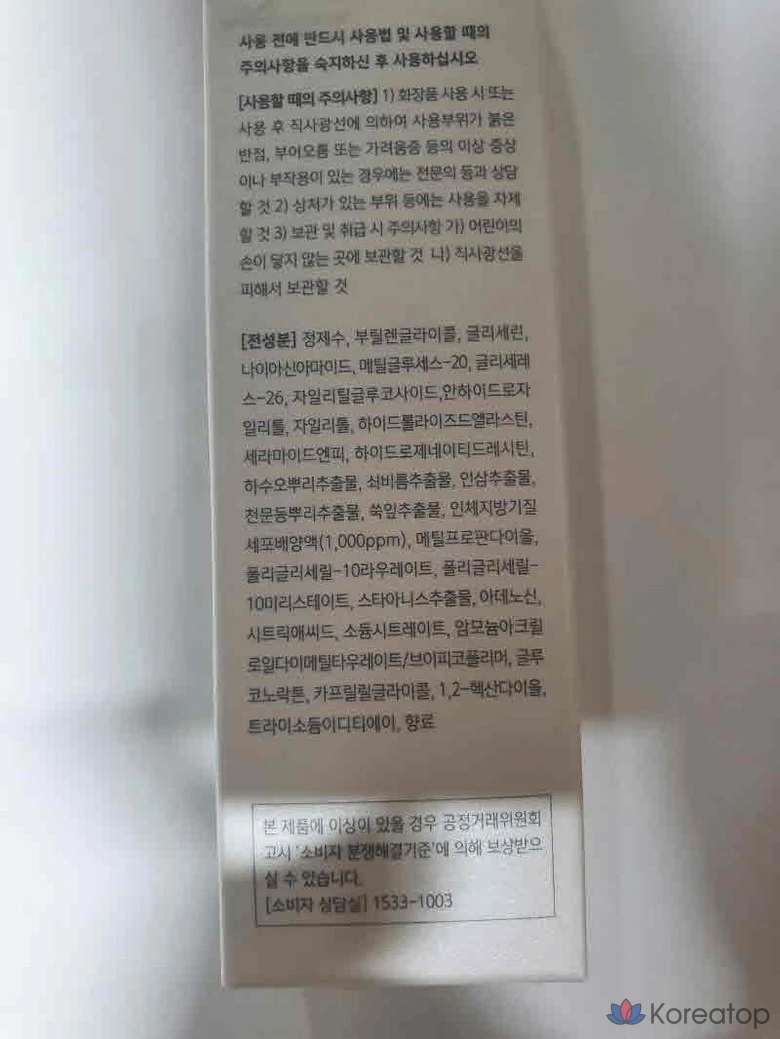 사용 전에 반드시 사용법 및 사용할 때의
주의사항을 숙지하신 후 사용하십시오
[사용할 때의 주의사항] 1) 화장품 사용 시 또는
사용 후 직사광선에 의하여 사용부위가 붉은
반점, 부어오름 또는 가려움증 등의 이상 증상
이나 부작용이 있는 경우에는 전문의 등과 상담
할 것 2) 상처가 있는 부위 등에는 사용을 자제
할 것 3) 보관 및 취급 시 주의사항 가) 어린이의
손이 닿지 않는 곳에 보관할 것 나) 직사광선을
피해서 보관할 것
[전성분] 정제수, 부틸렌글라이콜, 글리세린,
나이아신아마이드, 메틸글루세스-20, 글리세레
스-26, 자일리틸글루코사이드,안하이드로자
일리톨, 자일리톨, 하이드롤라이즈드엘라스틴,
세라마이드엔피, 하이드로제네이티드레시틴,
하수오뿌리추출물, 쇠비름추출물, 인삼추출물,
천문동뿌리추출물, 쑥잎추출물, 인체지방기질
세포배양액(1,000ppm), 메틸프로판다이올,
폴리글리세릴-10라우레이트, 폴리글리세릴-
10미리스테이트, 스타아니스추출물, 아데노신,
시트릭애씨드, 소듐시트레이트, 암모늄아크릴
로일다이메틸타우레이트/브이피코폴리머, 글루
코노락톤, 카프릴릴글라이콜, 1,2-헥산다이올,
트라이소듐이디티에이, 향료
본 제품에 이상이 있을 경우 공정거래위원회
고시 '소비자 분쟁해결기준'에 의해 보상받으
실 수 있습니다.
[소비자 상담실] 1533-1003
Koreatop